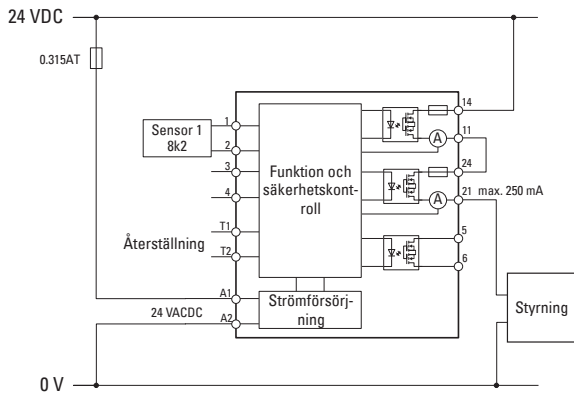 24 VDC
0.315AT
14
1
Sensor 1
8k2
A
11
2
3
Funktion och
säkerhetskont-
roll
24
4
A
21 max. 250 mA
T1
Återställning
T2
5
6
A1
Strömförsörj-
ning
24 VACDC
A2
Styrning
0 V